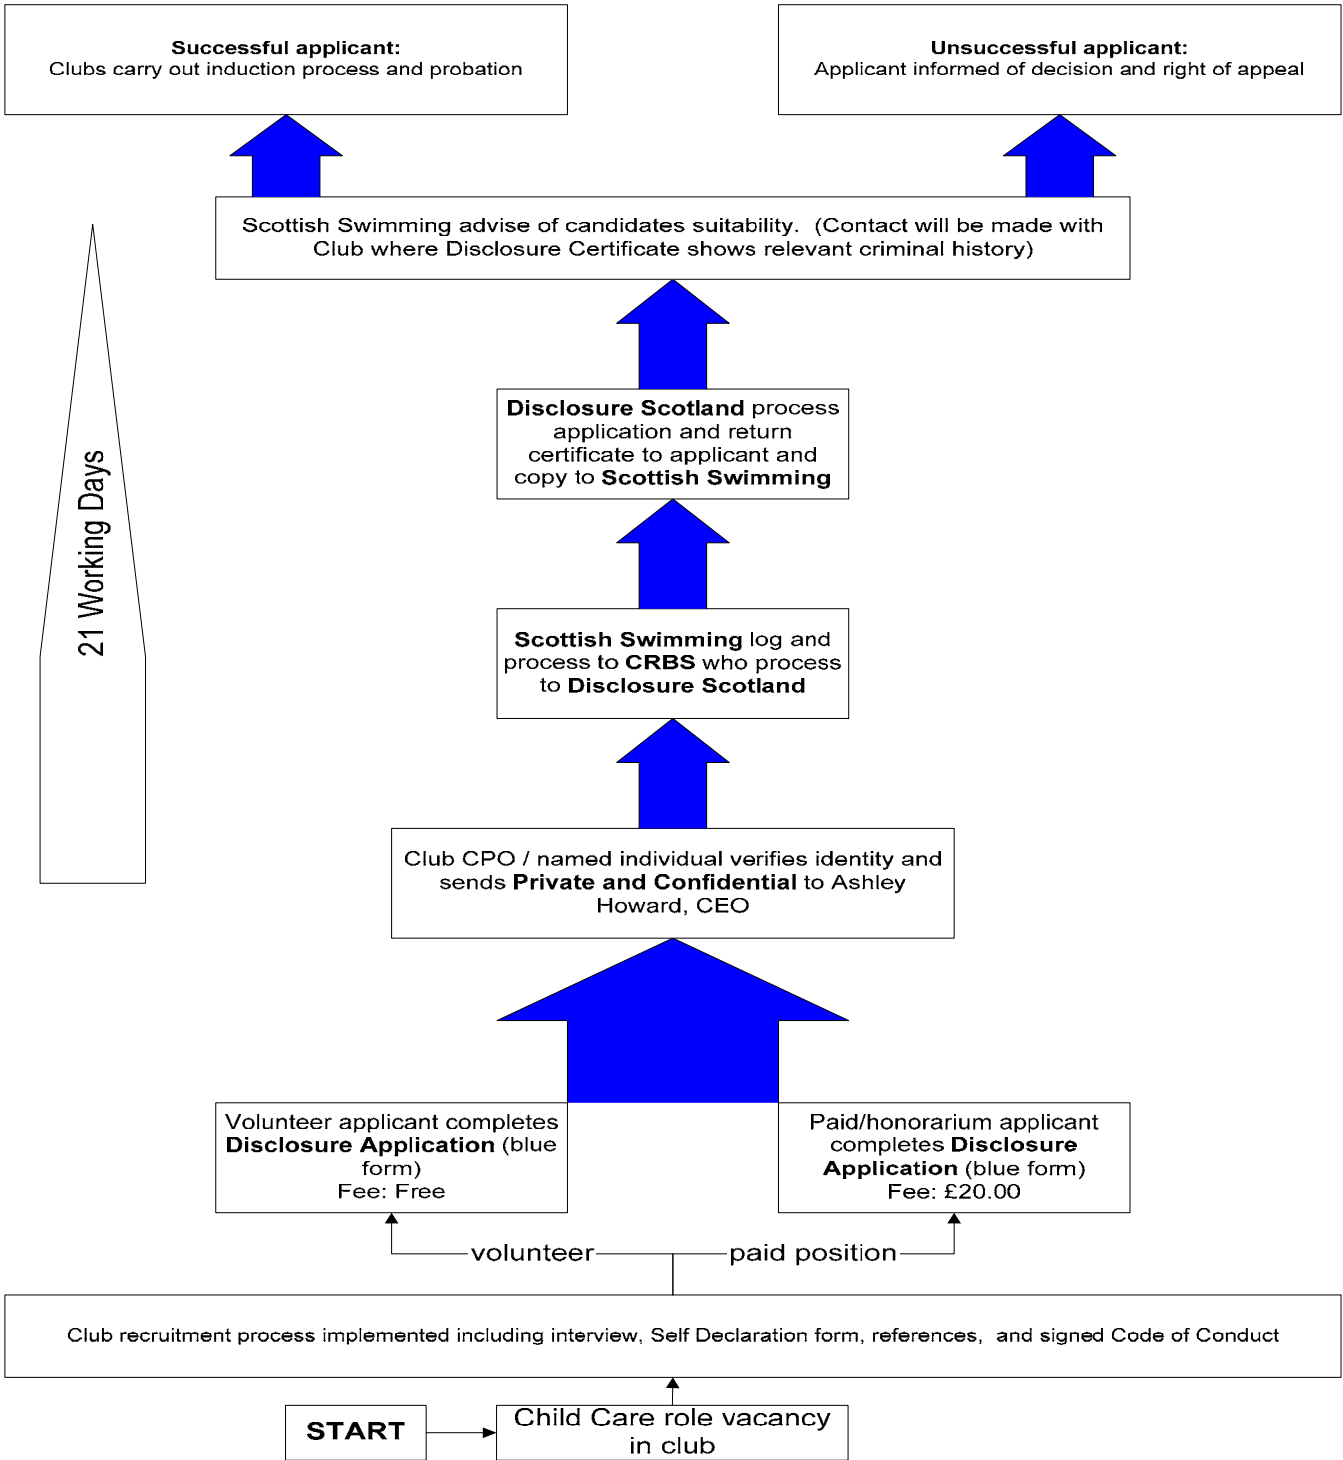 Successful applicant:
Clubs carry out induction process and probation
Unsuccessful applicant:
Applicant informed of decision and right of appeal
Scottish Swimming advise of candidates suitability.  (Contact will be made with
Club where Disclosure Certificate shows relevant criminal history)
21 Working Days
Disclosure Scotland process
application and return
certificate to applicant and
copy to Scottish Swimming
Scottish Swimming log and
process to CRBS who process
to Disclosure Scotland
Club CPO / named individual verifies identity and
sends Private and Confidential to Ashley
Howard, CEO
Volunteer applicant completes
Disclosure Application (blue
form)
Fee: Free
Paid/honorarium applicant
completes Disclosure
Application (blue form)
Fee: £20.00
volunteer
paid position
Club recruitment process implemented including interview, Self Declaration form, references,  and signed Code of Conduct
START
Child Care role vacancy
in club